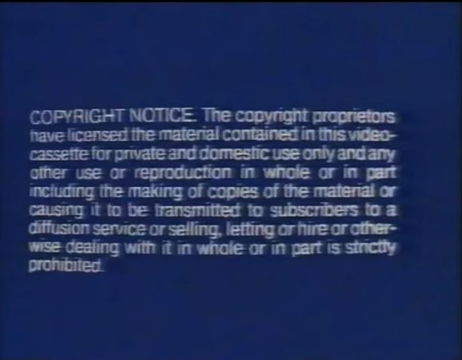 COPYRIGHT NOTICE. The copyright proprietors
have licensed the material contained in this video-
cassette for private and domestic use only and any
other use or reproduction in whole or in part
including the making of copies of the material or
causing it to be transmitted to subscribers to a
diffusion service or selling, letting or hire or other-
wise dealing with it in whole or in part is strictly
prohibited.